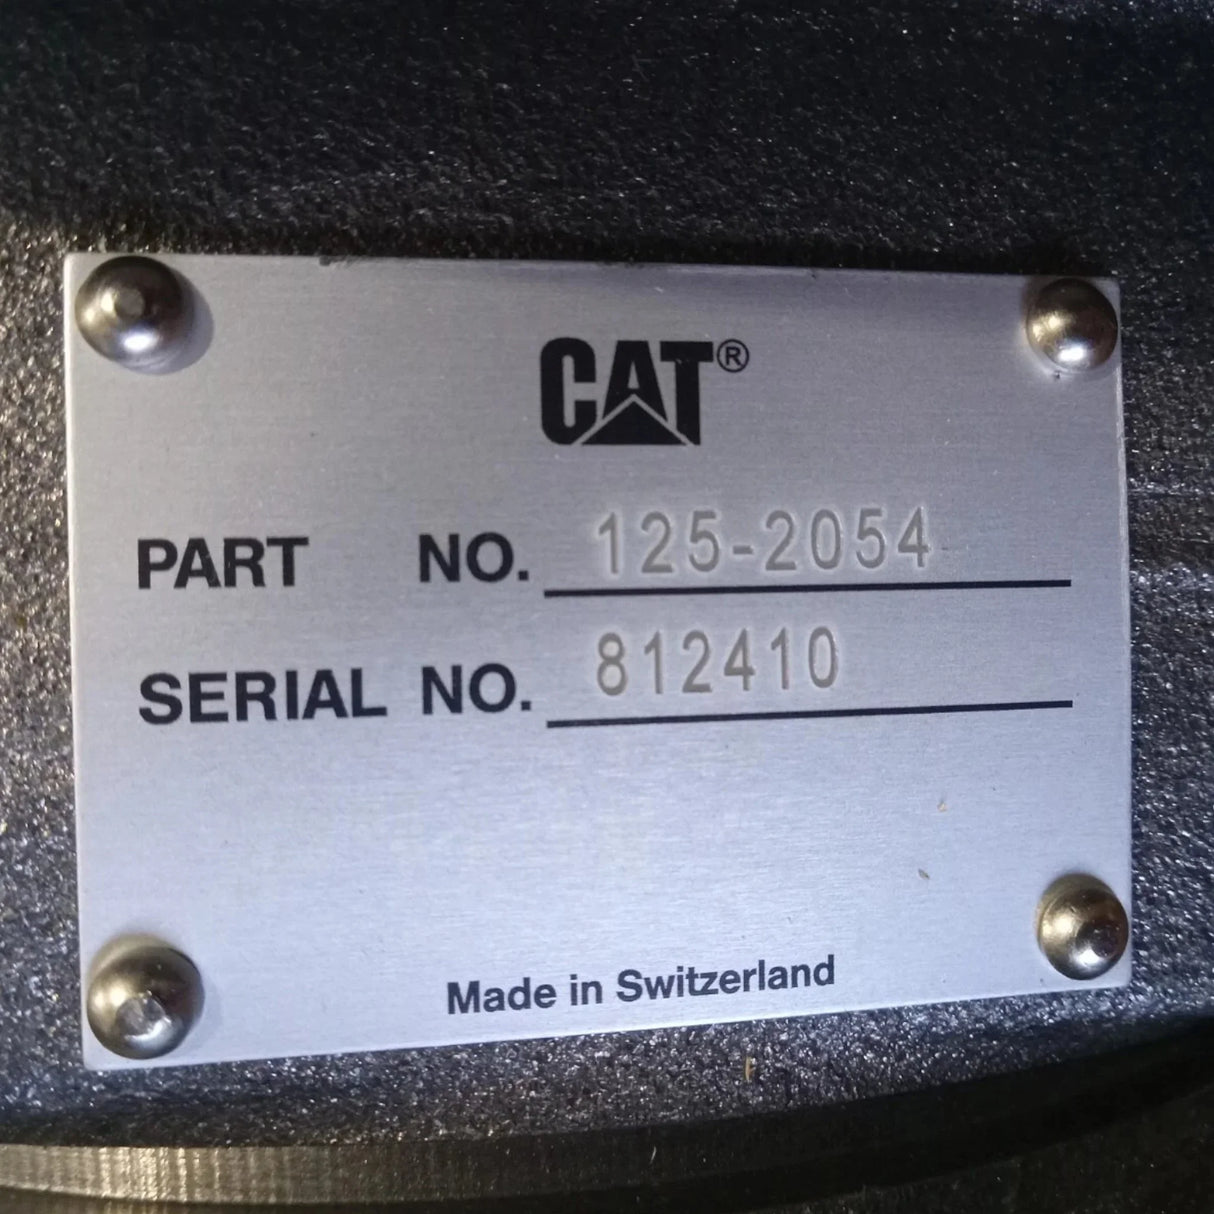 CAT®
PART NO. 125-2054
SERIAL NO. 812410
Made in Switzerland